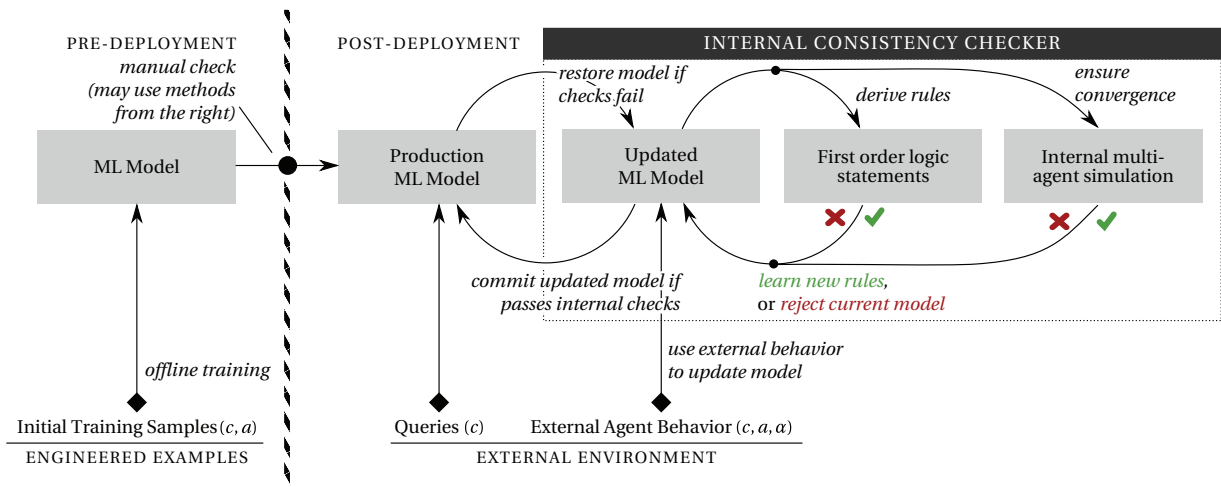 PRE-DEPLOYMENT
manual check
(may use methods
from the right)
ML Model
offline training
Initial Training Samples (c, a)
ENGINEERED EXAMPLES
POST-DEPLOYMENT
INTERNAL CONSISTENCY CHECKER
restore model if
checks fail
derive rules
ensure
convergence
Production
ML Model
Updated
ML Model
First order logic
statements
Internal multi-
agent simulation
commit updated model if
passes internal checks
learn new rules,
or reject current model
use external behavior
to update model
Queries (c)
External Agent Behavior (c, a, α)
EXTERNAL ENVIRONMENT